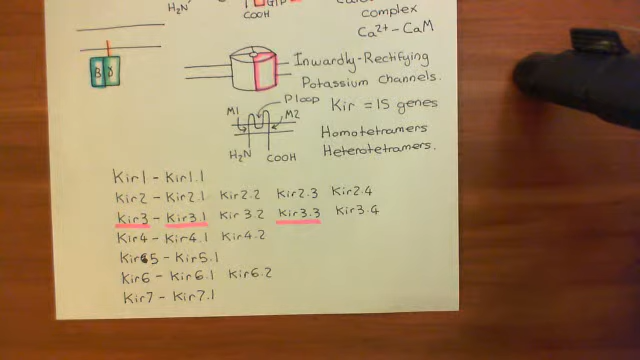 H₂N
GTP
COOH
complex
Ca²⁺ - CaM
β γ
Inwardly-Rectifying
Potassium Channels.
P loop
M1
M2
Kir = 15 genes
Homotetramers
Heterotetramers.
H₂N COOH
Kir1 - Kir1.1
Kir2 - Kir2.1 Kir2.2 Kir2.3 Kir2.4
Kir3 - Kir3.1 Kir3.2 Kir3.3 Kir3.4
Kir4 - Kir4.1 Kir4.2
Kir5 - Kir5.1
Kir6 - Kir6.1 Kir6.2
Kir7 - Kir7.1